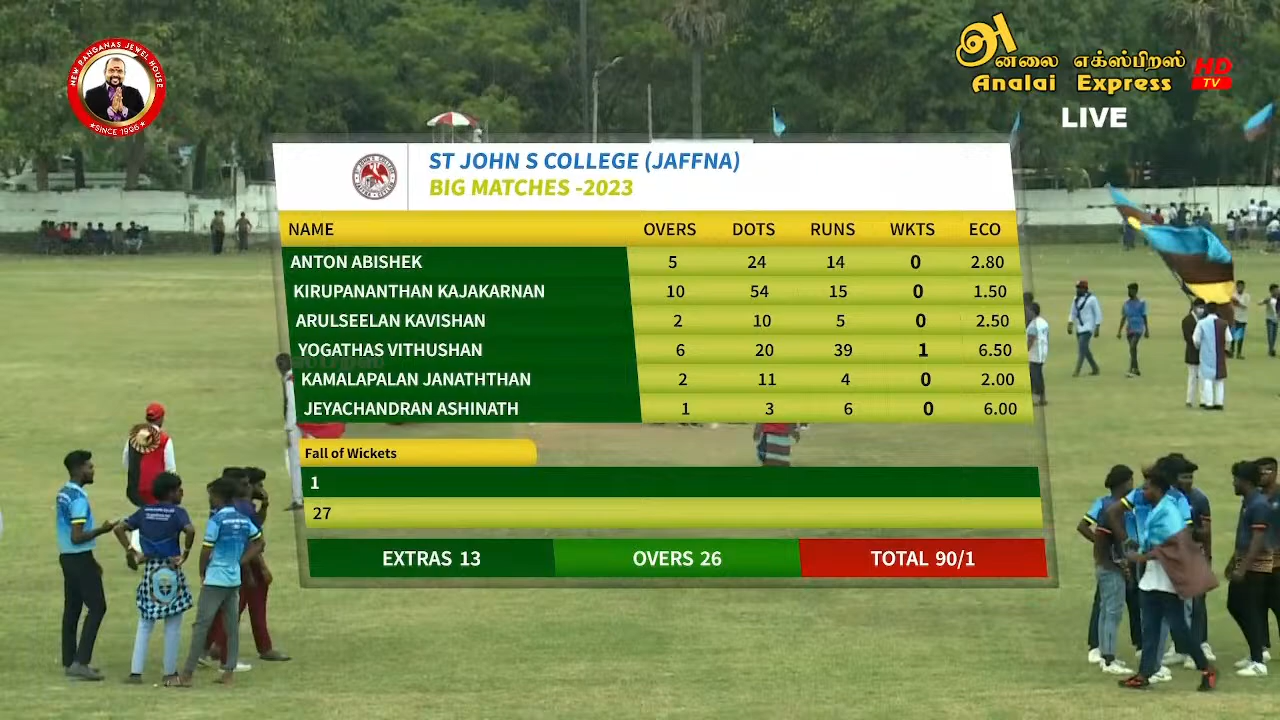 NEW RANGANAS JEWEL HOUSE
★SINCE 1996★
அனலை எக்ஸ்பிறஸ்
Analai Express
HD
TV
LIVE
ST JOHN S COLLEGE (JAFFNA)
BIG MATCHES -2023
NAME OVERS DOTS RUNS WKTS ECO
ANTON ABISHEK 5 24 14 0 2.80
KIRUPANANTHAN KAJAKARNAN 10 54 15 0 1.50
ARULSEELAN KAVISHAN 2 10 5 0 2.50
YOGATHAS VITHUSHAN 6 20 39 1 6.50
KAMALAPALAN JANATHTHAN 2 11 4 0 2.00
JEYACHANDRAN ASHINATH 1 3 6 0 6.00
Fall of Wickets
1
27
EXTRAS 13 OVERS 26 TOTAL 90/1